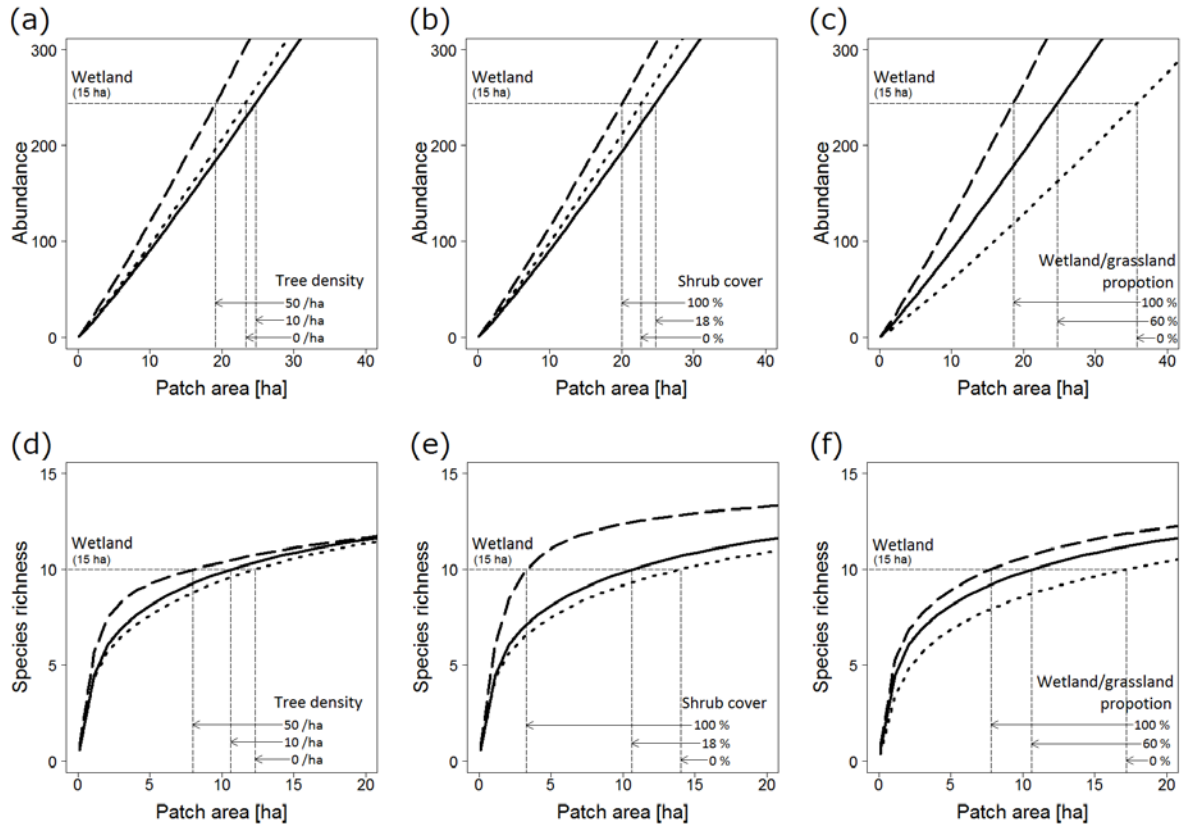 (a)
300
200
100
0
Abundance
Wetland
(15 ha)
Tree density
50 /ha
10 /ha
0 /ha
0 10 20 30 40
Patch area [ha]
(b)
300
200
100
0
Abundance
Wetland
(15 ha)
Shrub cover
100 %
18 %
0 %
0 10 20 30 40
Patch area [ha]
(c)
300
200
100
0
Abundance
Wetland
(15 ha)
Wetland/grassland
propotion
100 %
60 %
0 %
0 10 20 30 40
Patch area [ha]
(d)
15
10
5
0
Species richness
Wetland
(15 ha)
Tree density
50 /ha
10 /ha
0 /ha
0 5 10 15 20
Patch area [ha]
(e)
15
10
5
0
Species richness
Wetland
(15 ha)
Shrub cover
100 %
18 %
0 %
0 5 10 15 20
Patch area [ha]
(f)
15
10
5
0
Species richness
Wetland
(15 ha)
Wetland/grassland
propotion
100 %
60 %
0 %
0 5 10 15 20
Patch area [ha]